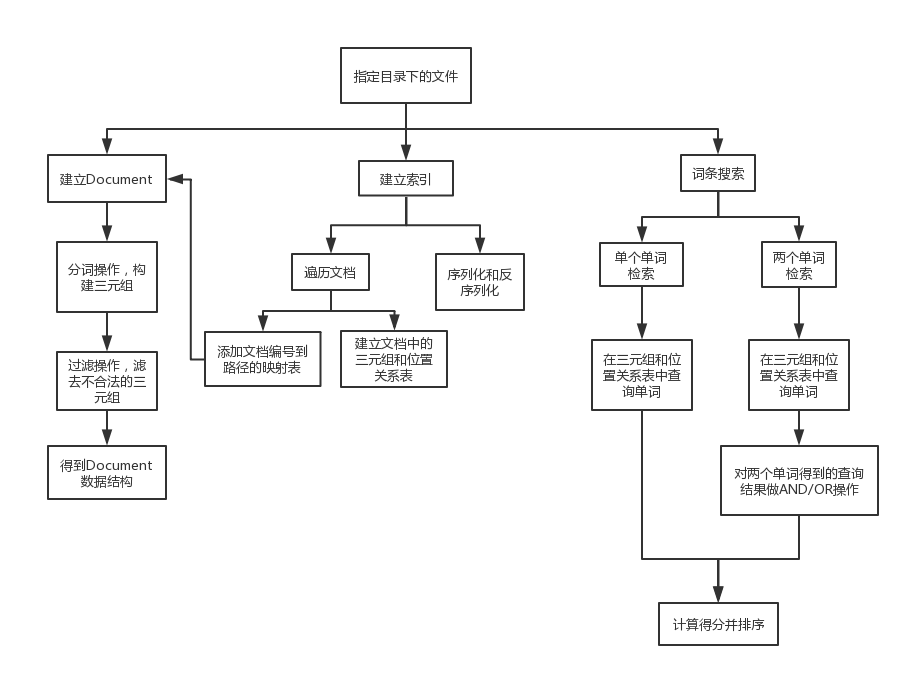 指定目录下的文件
建立Document
建立索引
词条搜索
分词操作，构
建三元组
遍历文档
序列化和反
序列化
单个单词
检索
两个单词
检索
过滤操作，滤
去不合法的三
元组
添加文档编号到
路径的映射表
建立文档中的
三元组和位置
关系表
在三元组和位
置关系表中查
询单词
在三元组和位
置关系表中查
询单词
得到Document
数据结构
对两个单词得到的查询
结果做AND/OR操作
计算得分并排序